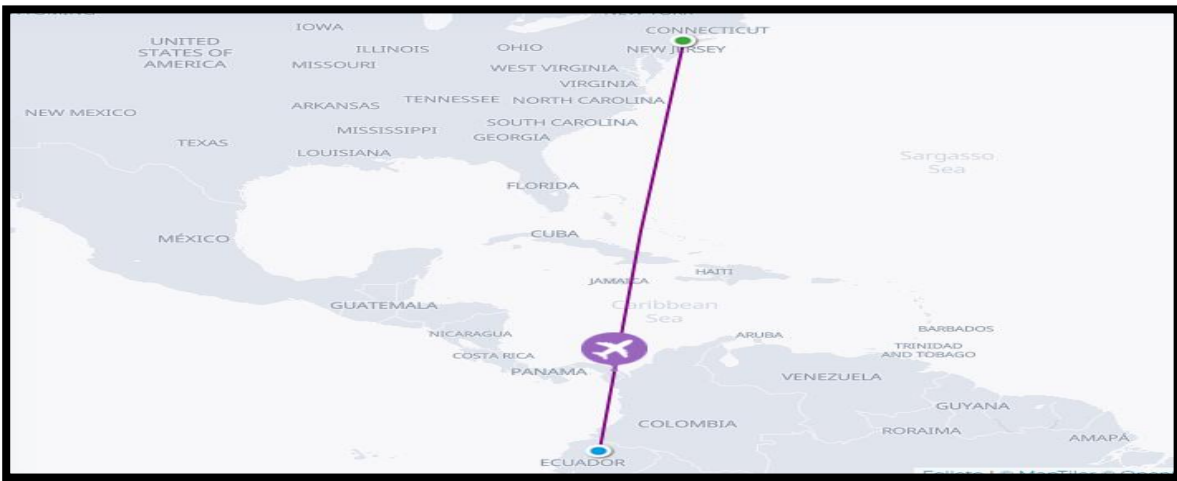 IOWA
CONNECTICUT
UNITED
STATES OF
AMERICA
ILLINOIS
OHIO
NEW JERSEY
MISSOURI
WEST VIRGINIA
VIRGINIA
ARKANSAS
TENNESSEE
NORTH CAROLINA
NEW MEXICO
SOUTH CAROLINA
MISSISSIPPI
GEORGIA
TEXAS
LOUISIANA
Sargasso
Sea
FLORIDA
CUBA
MÉXICO
HAITI
JAMAICA
GUATEMALA
Caribbean
Sea
NICARAGUA
ARUBA
BARBADOS
COSTA RICA
TRINIDAD
AND TOBAGO
PANAMA
VENEZUELA
GUYANA
COLOMBIA
RORAIMA
AMAPÁ
ECUADOR